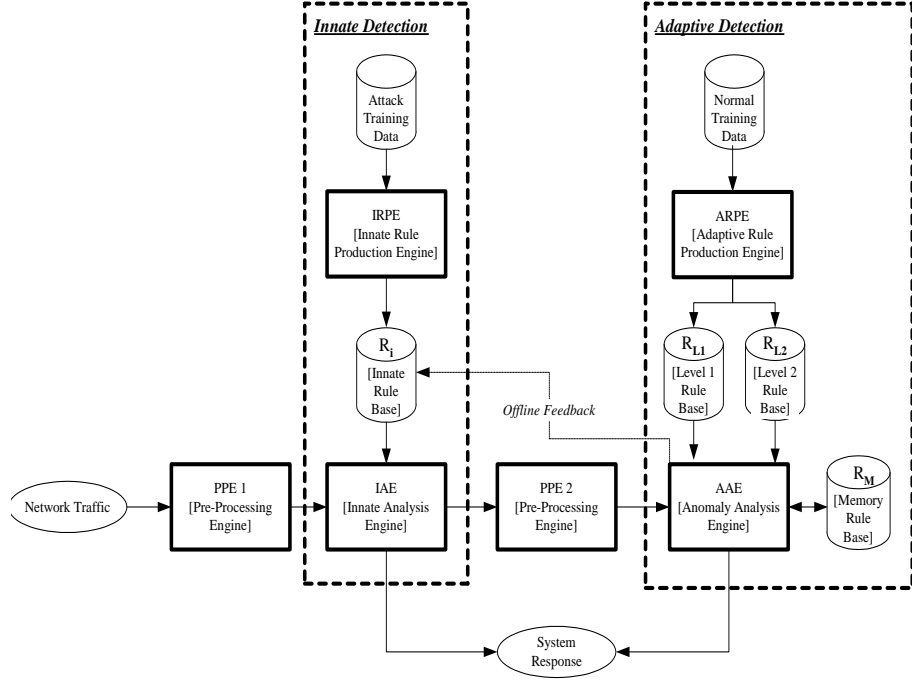 Innate Detection
Adaptive Detection
Attack
Training
Data
Normal
Training
Data
IRPE
[Innate Rule
Production Engine]
ARPE
[Adaptive Rule
Production Engine]
Ri
[Innate
Rule
Base]
RL1
[Level 1
Rule
Base]
RL2
[Level 2
Rule
Base]
Offline Feedback
Network Traffic
PPE 1
[Pre-Processing
Engine]
IAE
[Innate Analysis
Engine]
PPE 2
[Pre-Processing
Engine]
AAE
[Anomaly Analysis
Engine]
RM
[Memory
Rule
Base]
System
Response